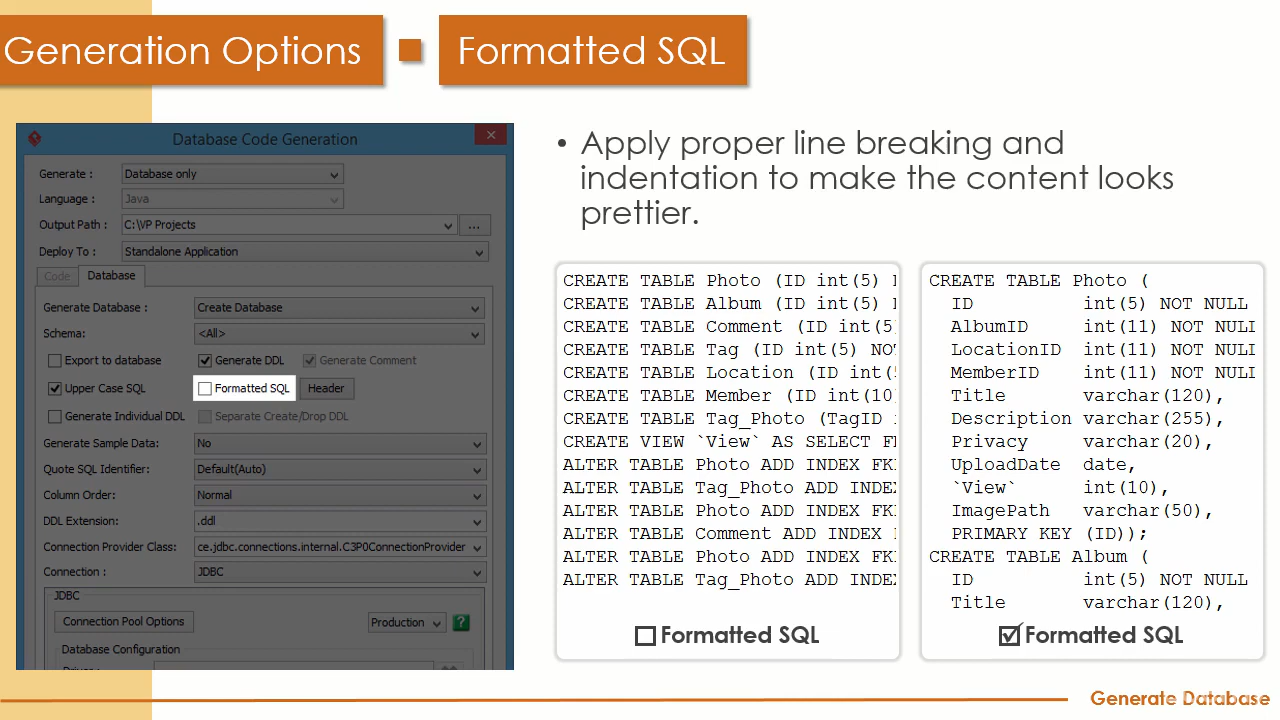 Generation Options
Formatted SQL
Database Code Generation
Generate :
Database only
Language :
Java
Output Path :
C:\VP Projects
...
Deploy To :
Standalone Application
Code
Database
Generate Database :
Create Database
Schema:
<All>
Export to database
Generate DDL
Generate Comment
Upper Case SQL
Formatted SQL
Header
Generate Individual DDL
Separate Create/Drop DDL
Generate Sample Data:
No
Quote SQL Identifier:
Default(Auto)
Column Order:
Normal
DDL Extension:
.ddl
Connection Provider Class:
ce.jdbc.connections.internal.C3P0ConnectionProvider
Connection :
JDBC
JDBC
Connection Pool Options
Production
?
Database Configuration
• Apply proper line breaking and
indentation to make the content looks
prettier.
CREATE TABLE Photo (ID int(5)
CREATE TABLE Album (ID int(5)
CREATE TABLE Comment (ID int(5
CREATE TABLE Tag (ID int(5) NO
CREATE TABLE Location (ID int(
CREATE TABLE Member (ID int(10
CREATE TABLE Tag_Photo (TagID
CREATE VIEW `View` AS SELECT F
ALTER TABLE Photo ADD INDEX FK
ALTER TABLE Tag_Photo ADD INDE
ALTER TABLE Photo ADD INDEX FK
ALTER TABLE Comment ADD INDEX
ALTER TABLE Photo ADD INDEX FK
ALTER TABLE Tag_Photo ADD INDE
Formatted SQL
CREATE TABLE Photo (
ID int(5) NOT NULL
AlbumID int(11) NOT NUL
LocationID int(11) NOT NUL
MemberID int(11) NOT NUL
Title varchar(120),
Description varchar(255),
Privacy varchar(20),
UploadDate date,
`View` int(10),
ImagePath varchar(50),
PRIMARY KEY (ID));
CREATE TABLE Album (
ID int(5) NOT NULL
Title varchar(120),
Formatted SQL
Generate Database